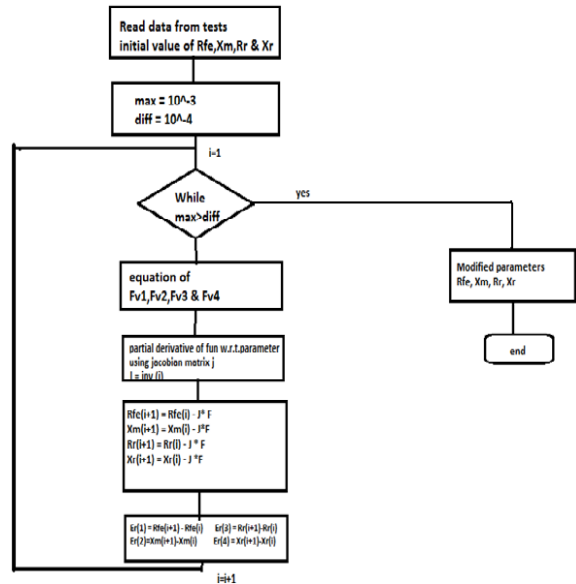 Read data from tests
initial value of Rfe,Xm,Rr & Xr
max = 10^-3
diff = 10^-4
i=1
While
max>diff
yes
equation of
Fv1,Fv2,Fv3 & Fv4
Modified parameters
Rfe, Xm, Rr, Xr
end
partial derivative of fun w.r.t.parameter
using jacobian matrix j
J = inv (j)
Rfe(i+1) = Rfe(i) - J* F
Xm(i+1) = Xm(i) - J*F
Rr(i+1) = Rr(i) - J * F
Xr(i+1) = Xr(i) - J *F
Er(1) = Rfe(i+1) - Rfe(i) Er(3) = Rr(i+1)-Rr(i)
Er(2)=Xm(i+1)-Xm(i) Er(4) = Xr(i+1)-Xr(i)
i=i+1